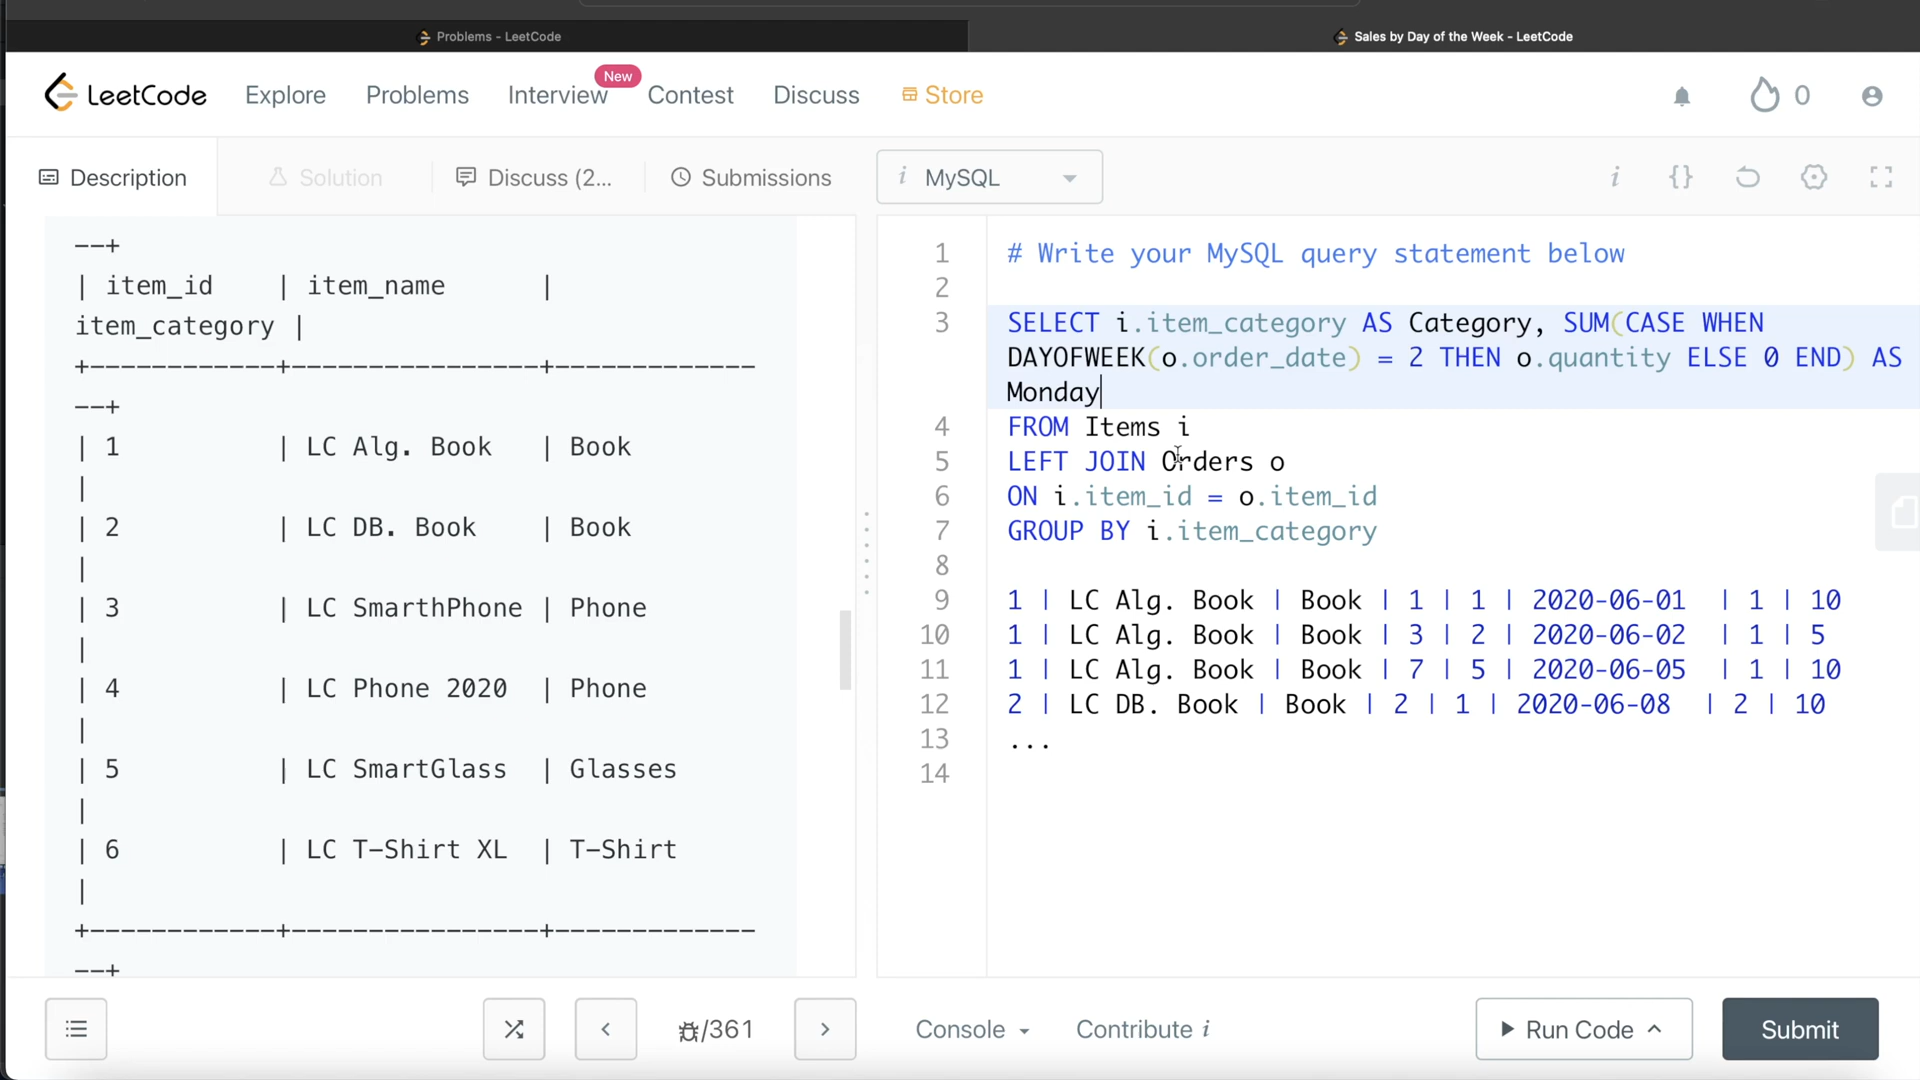 Problems - LeetCode
Sales by Day of the Week - LeetCode
LeetCode
Explore
Problems
Interview
New
Contest
Discuss
Store
0
Description
Solution
Discuss (2...
Submissions
i MySQL
i {}
--+
| item_id | item_name |
item_category |
+------------+----------------+-------------
--+
| 1 | LC Alg. Book | Book
|
| 2 | LC DB. Book | Book
|
| 3 | LC SmarthPhone | Phone
|
| 4 | LC Phone 2020 | Phone
|
| 5 | LC SmartGlass | Glasses
|
| 6 | LC T-Shirt XL | T-Shirt
|
+------------+----------------+-------------
--+
1 # Write your MySQL query statement below
2
3 SELECT i.item_category AS Category, SUM(CASE WHEN
DAYOFWEEK(o.order_date) = 2 THEN o.quantity ELSE 0 END) AS
Monday
4 FROM Items i
5 LEFT JOIN Orders o
6 ON i.item_id = o.item_id
7 GROUP BY i.item_category
8
9 1 | LC Alg. Book | Book | 1 | 1 | 2020-06-01 | 1 | 10
10 1 | LC Alg. Book | Book | 3 | 2 | 2020-06-02 | 1 | 5
11 1 | LC Alg. Book | Book | 7 | 5 | 2020-06-05 | 1 | 10
12 2 | LC DB. Book | Book | 2 | 1 | 2020-06-08 | 2 | 10
13 ...
14
/361
Console
Contribute i
Run Code
Submit